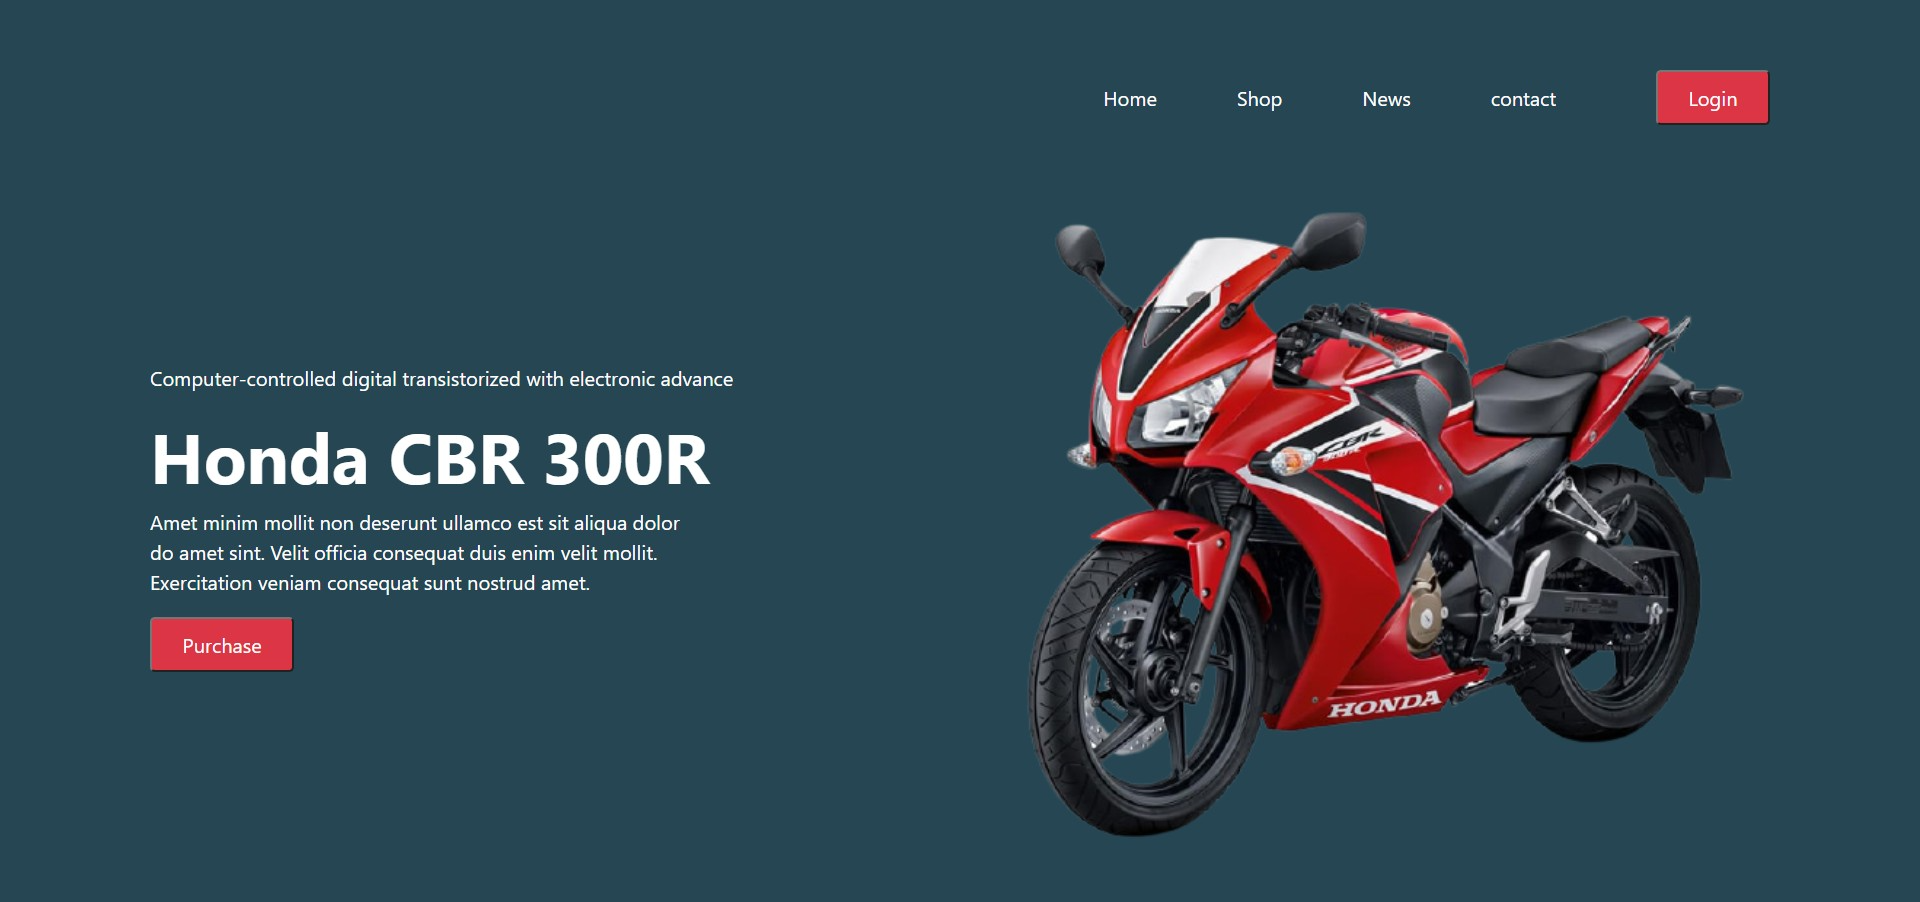 Home Shop News contact Login
Computer-controlled digital transistorized with electronic advance
Honda CBR 300R
Amet minim mollit non deserunt ullamco est sit aliqua dolor
do amet sint. Velit officia consequat duis enim velit mollit.
Exercitation veniam consequat sunt nostrud amet.
Purchase
HONDA
CBR
HONDA